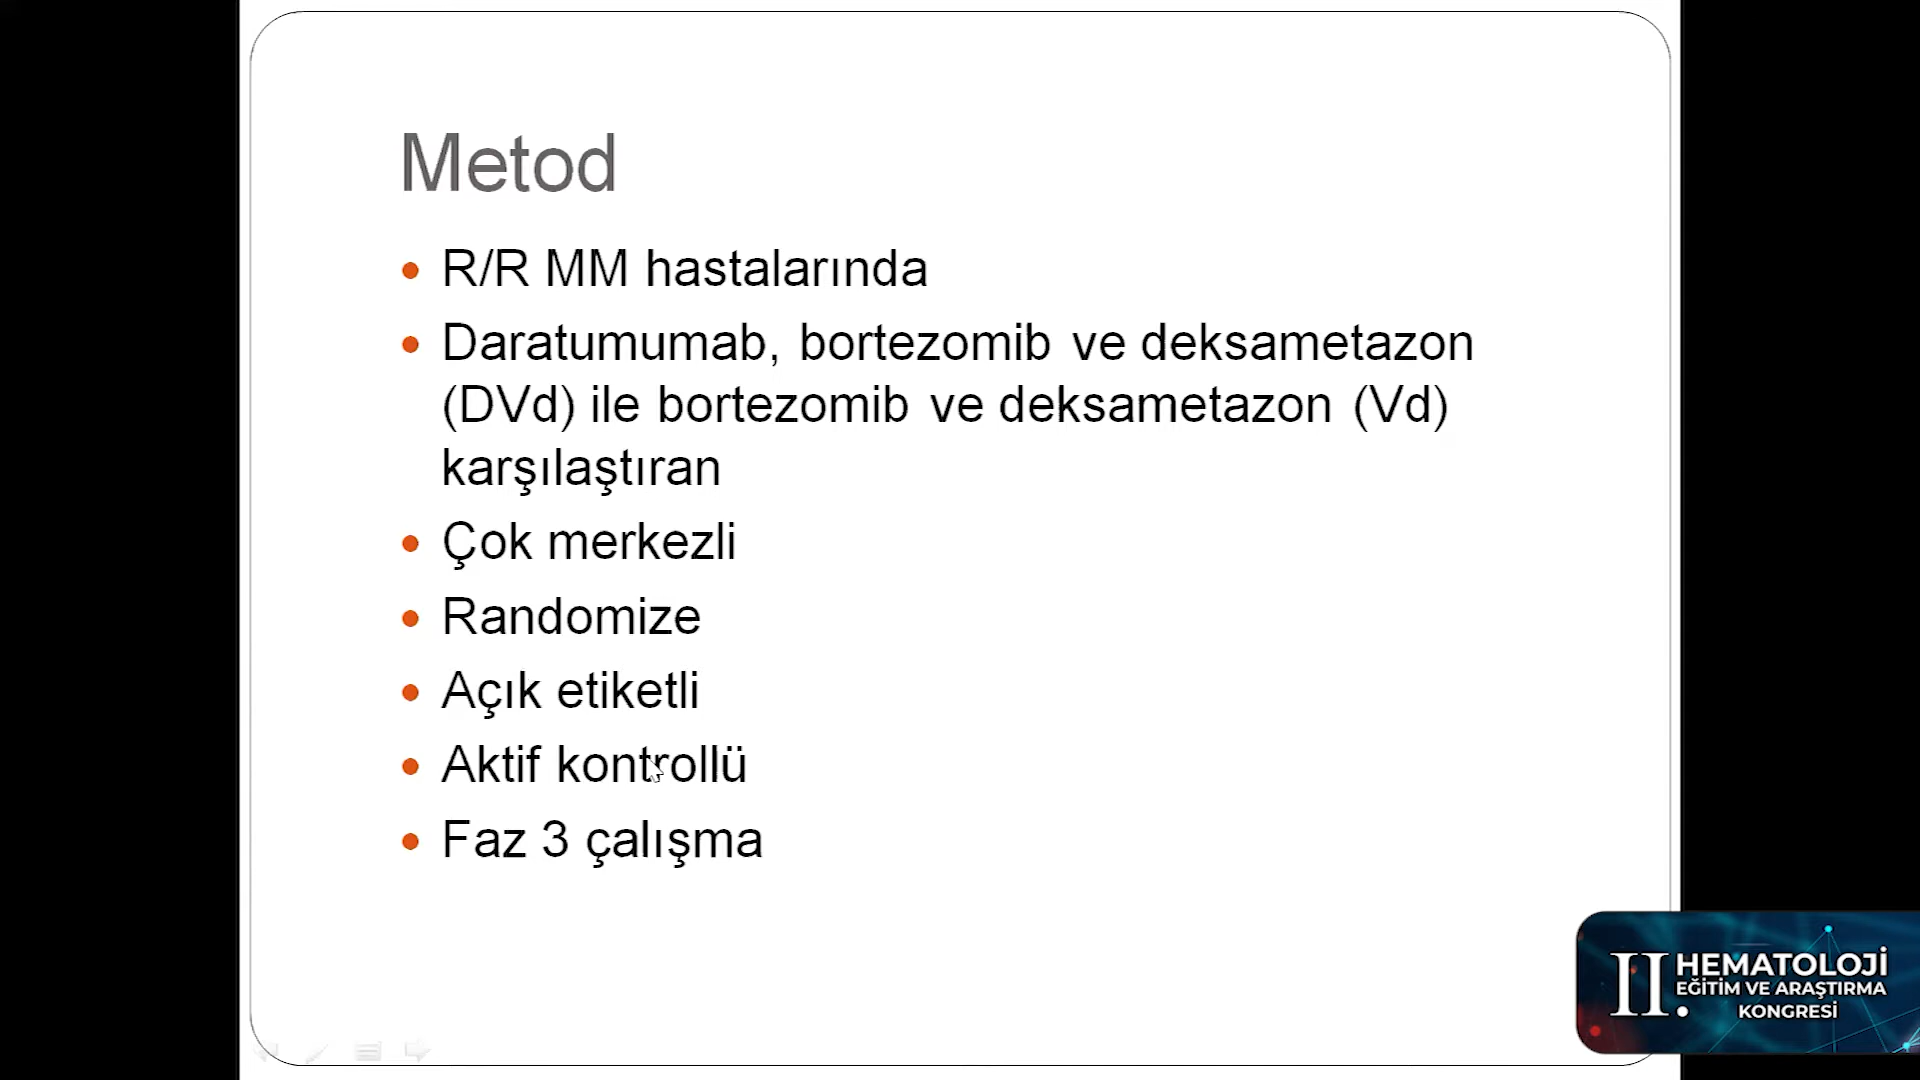 Metod
R/R MM hastalarında
Daratumumab, bortezomib ve deksametazon
(DVd) ile bortezomib ve deksametazon (Vd)
karşılaştıran
Çok merkezli
Randomize
Açık etiketli
Aktif kontrollü
Faz 3 çalışma
II. HEMATOLOJİ
EĞİTİM VE ARAŞTIRMA
KONGRESİ